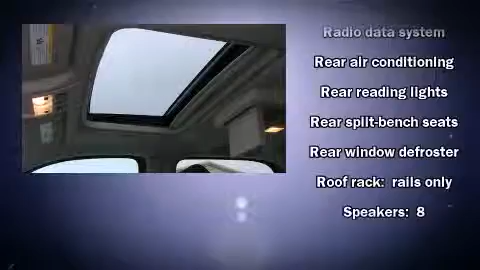 Radio data system
Rear air conditioning
Rear reading lights
Rear split-bench seats
Rear window defroster
Roof rack:  rails only
Speakers:  8